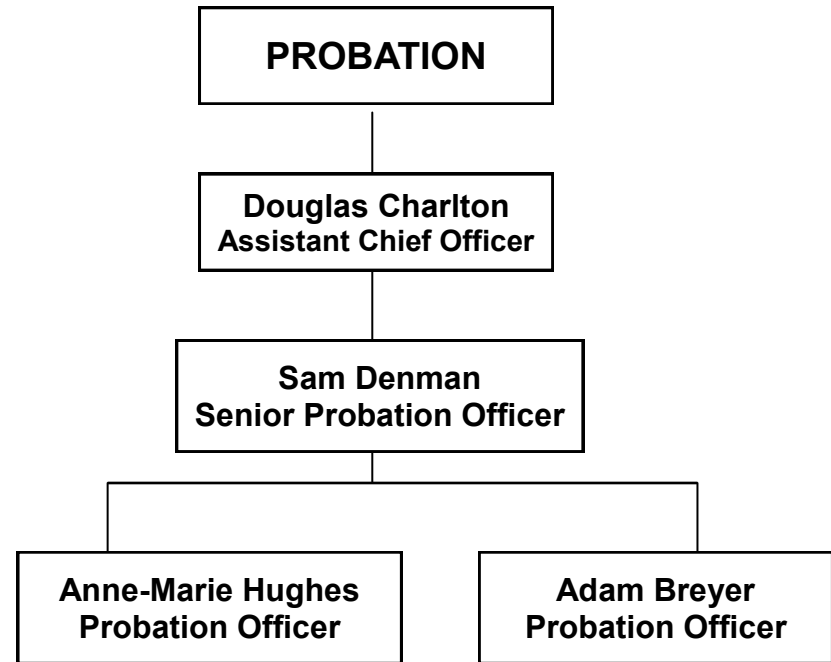 PROBATION
Douglas Charlton
Assistant Chief Officer
Sam Denman
Senior Probation Officer
Anne-Marie Hughes
Probation Officer
Adam Breyer
Probation Officer